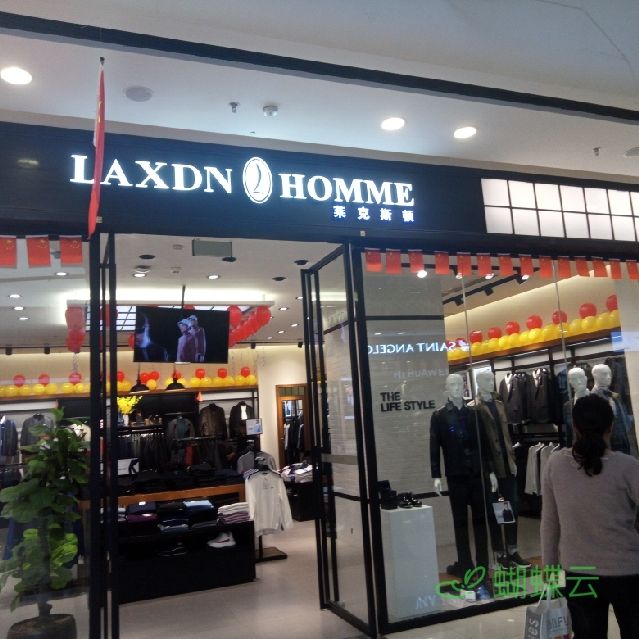 LAXDN HOMME
莱克斯顿
SAINT ANGELO
THE
LIFE STYLE
蝴蝶云